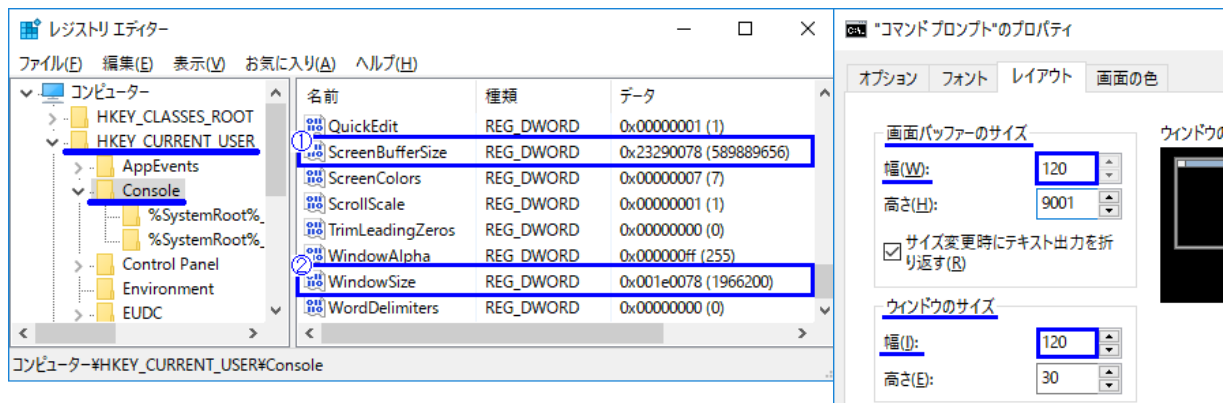 レジストリ エディター
ファイル(F) 編集(E) 表示(V) お気に入り(A) ヘルプ(H)
コンピューター
HKEY_CLASSES_ROOT
HKEY_CURRENT_USER
AppEvents
Console
%SystemRoot%_
%SystemRoot%_
Control Panel
Environment
EUDC
名前 種類 データ
QuickEdit REG_DWORD 0x00000001 (1)
① ScreenBufferSize REG_DWORD 0x23290078 (589889656)
ScreenColors REG_DWORD 0x00000007 (7)
ScrollScale REG_DWORD 0x00000001 (1)
TrimLeadingZeros REG_DWORD 0x00000000 (0)
WindowAlpha REG_DWORD 0x000000ff (255)
② WindowSize REG_DWORD 0x001e0078 (1966200)
WordDelimiters REG_DWORD 0x00000000 (0)
コンピューター¥HKEY_CURRENT_USER¥Console
"コマンド プロンプト"のプロパティ
オプション フォント レイアウト 画面の色
画面バッファーのサイズ
幅(W): 120
高さ(H): 9001
サイズ変更時にテキスト出力を折
り返す(R)
ウィンドウのサイズ
幅(I): 120
高さ(E): 30
ウィンドウの